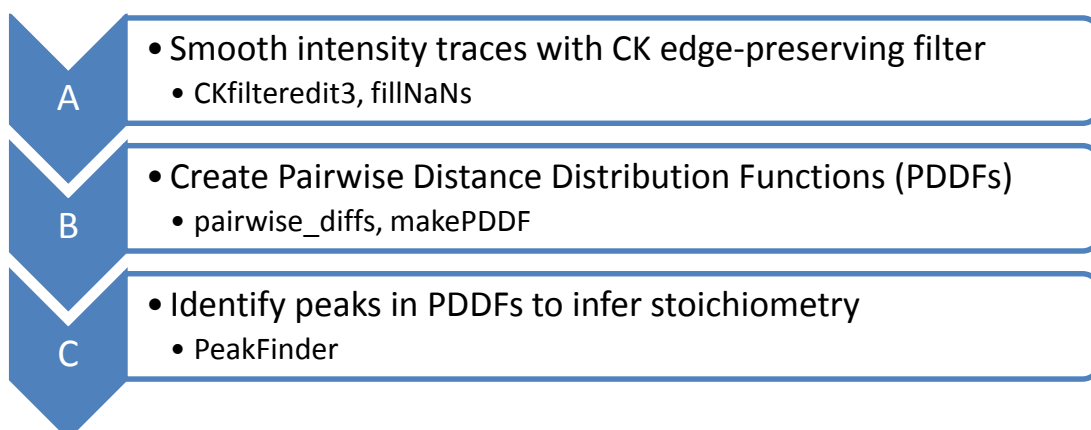 A
• Smooth intensity traces with CK edge-preserving filter
• CKfilteredit3, fillNaNs
B
• Create Pairwise Distance Distribution Functions (PDDFs)
• pairwise_diffs, makePDDF
C
• Identify peaks in PDDFs to infer stoichiometry
• PeakFinder